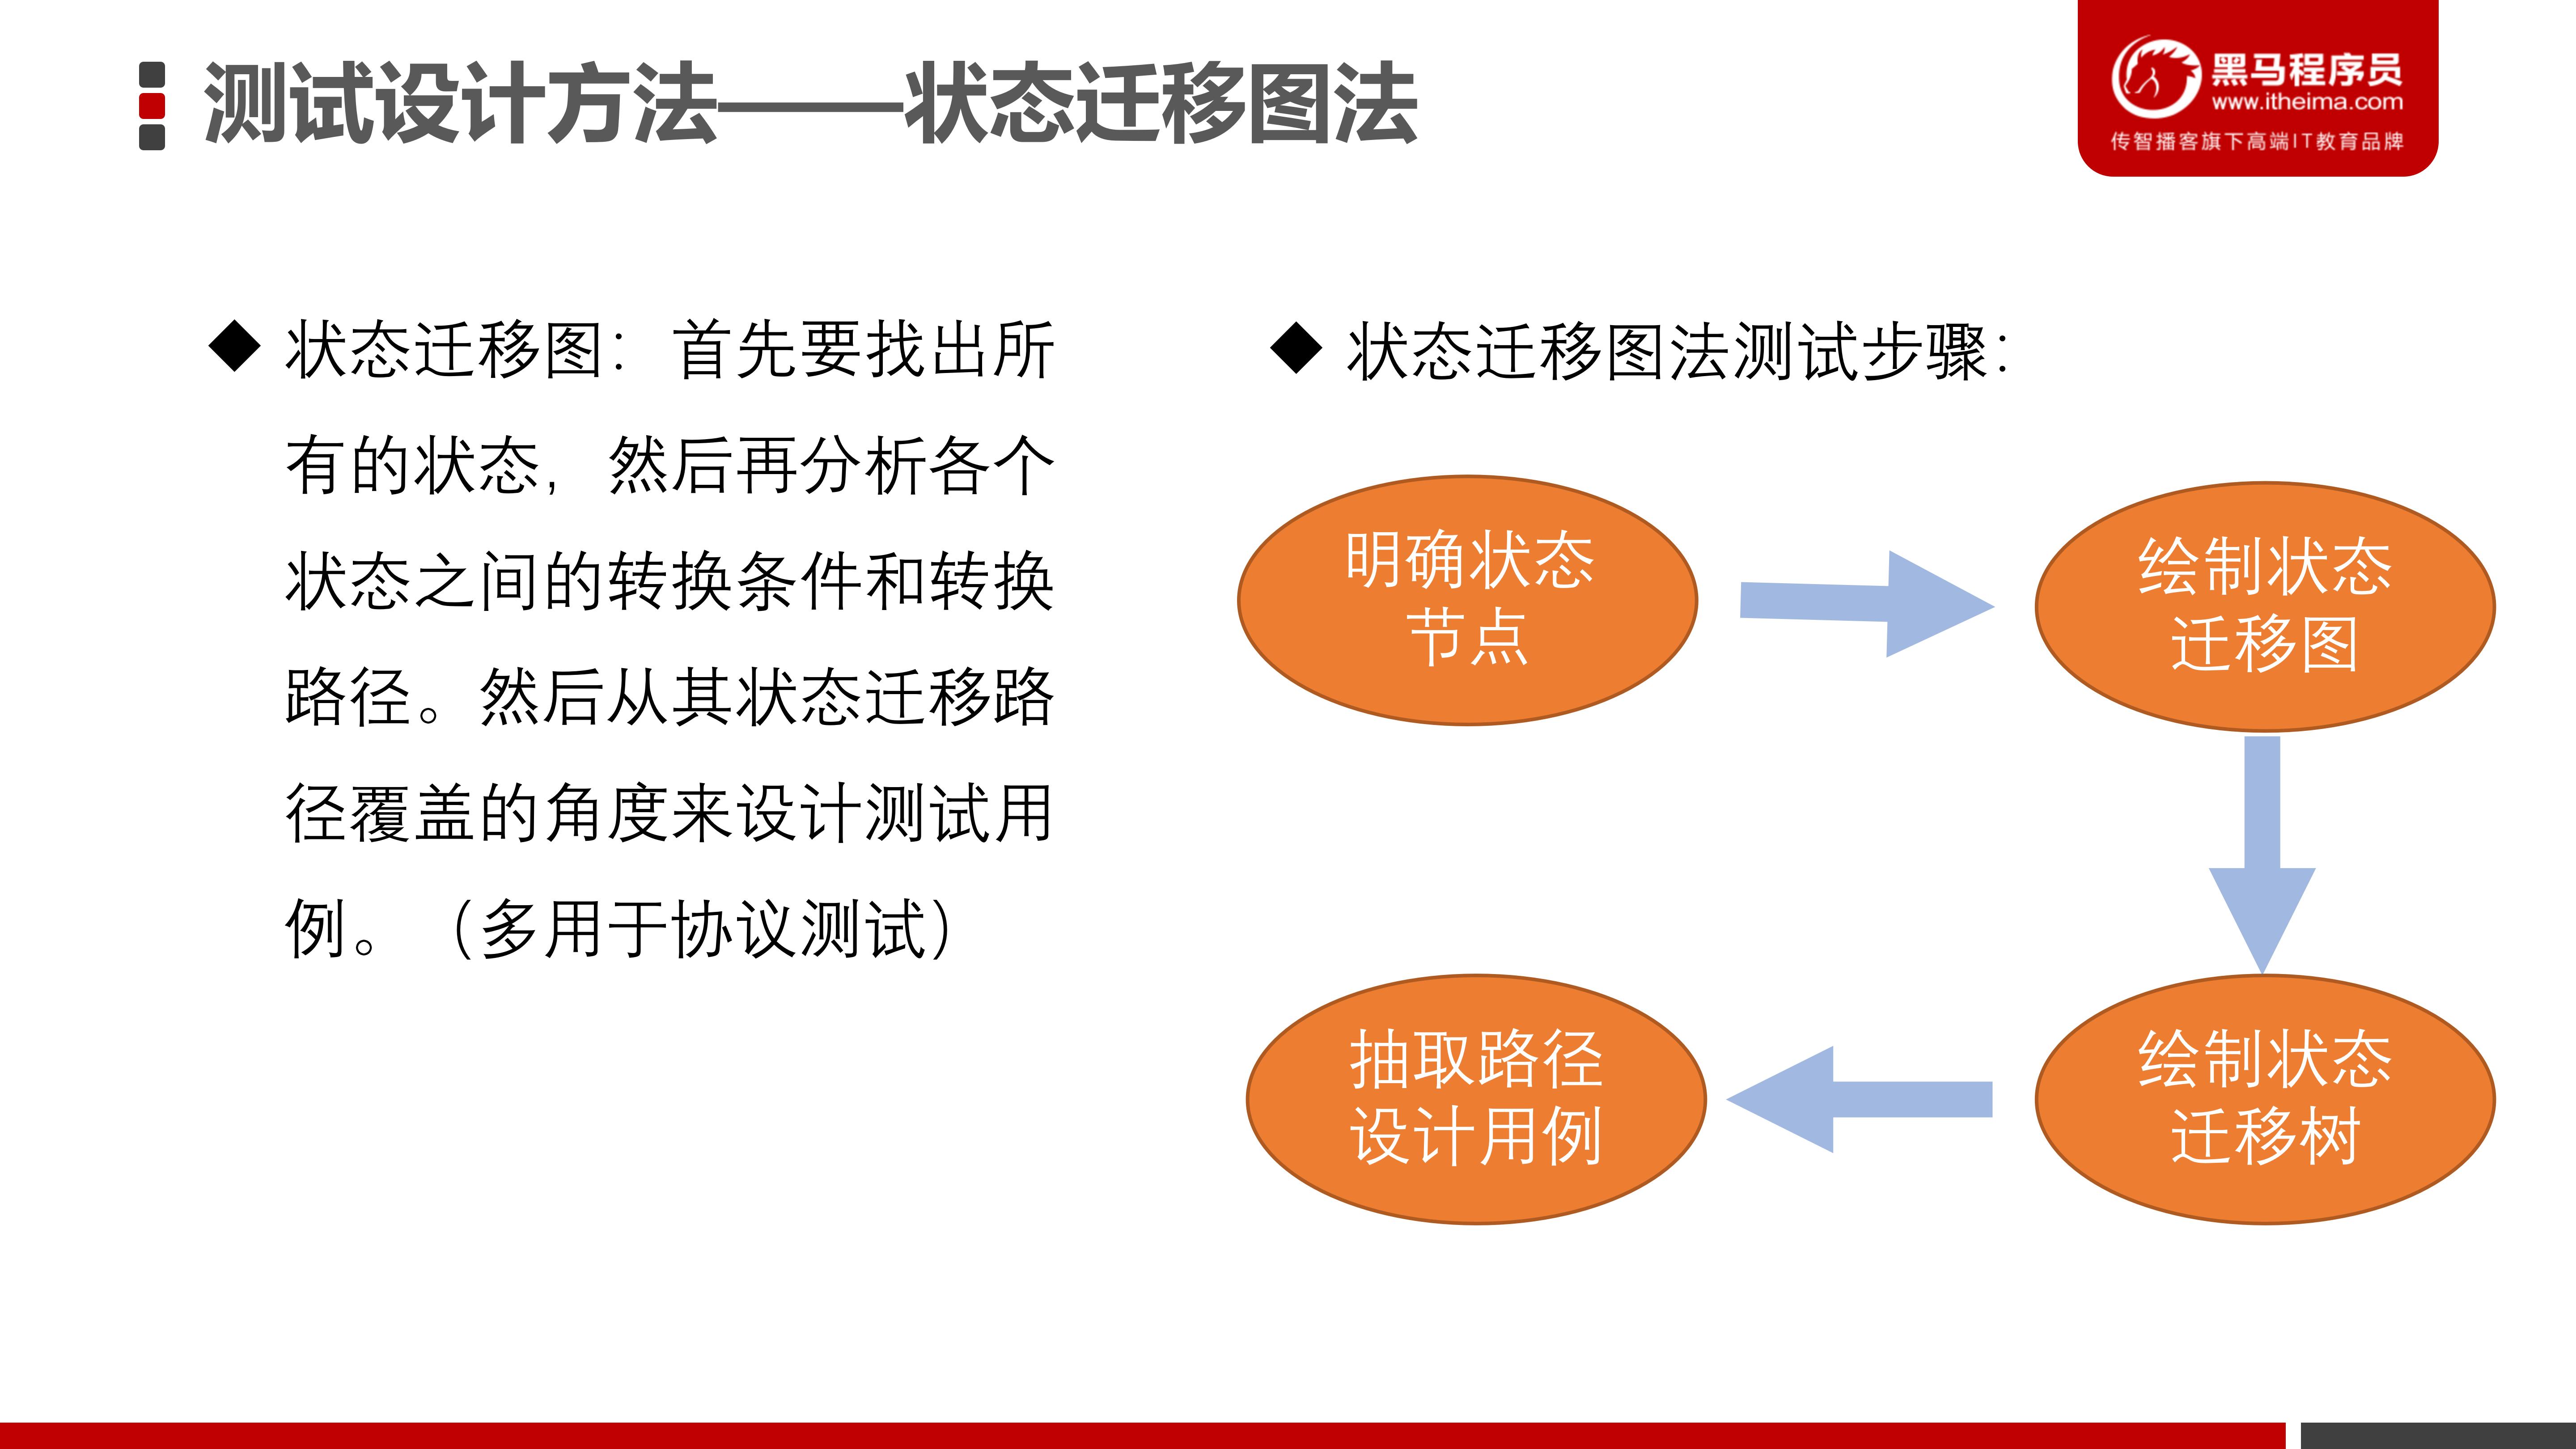 测试设计方法——状态迁移图法
黑马程序员
www.itheima.com
传智播客旗下高端IT教育品牌
◆ 状态迁移图：首先要找出所
有的状态，然后再分析各个
状态之间的转换条件和转换
路径。然后从其状态迁移路
径覆盖的角度来设计测试用
例。（多用于协议测试）
◆ 状态迁移图法测试步骤：
明确状态
节点
绘制状态
迁移图
绘制状态
迁移树
抽取路径
设计用例